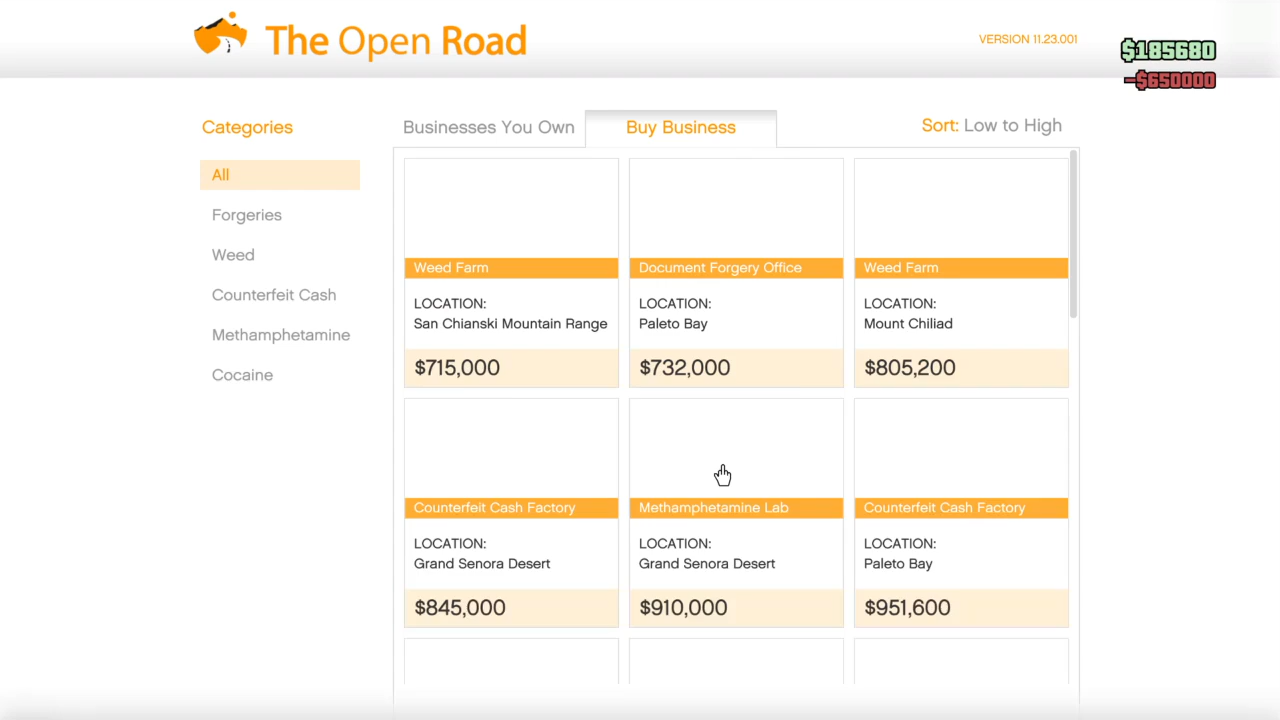 The Open Road
VERSION 11.23.001
$185680
-$650000
Categories
Businesses You Own
Buy Business
Sort: Low to High
All
Forgeries
Weed
Counterfeit Cash
Methamphetamine
Cocaine
Weed Farm
LOCATION:
San Chianski Mountain Range
$715,000
Document Forgery Office
LOCATION:
Paleto Bay
$732,000
Weed Farm
LOCATION:
Mount Chiliad
$805,200
Counterfeit Cash Factory
LOCATION:
Grand Senora Desert
$845,000
Methamphetamine Lab
LOCATION:
Grand Senora Desert
$910,000
Counterfeit Cash Factory
LOCATION:
Paleto Bay
$951,600